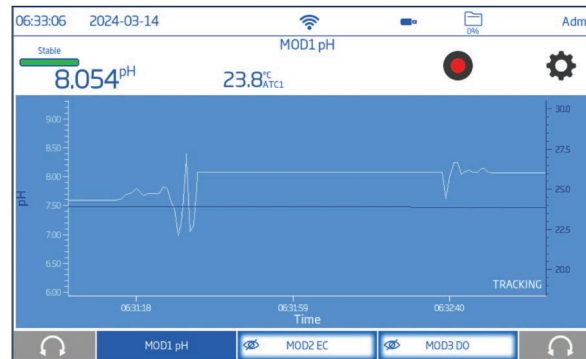 06:33:06 2024-03-14 0% Adm
Stable
MOD1 pH
8.054pH 23.8°C ATC1
9.00 30.0
8.50 27.5
8.00
7.50 25.0
7.00 22.5
6.50 20.0
6.00
pH
TRACKING
06:31:18 06:31:59 06:32:40
Time
MOD1 pH MOD2 EC MOD3 DO